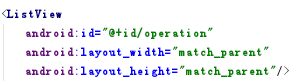 <ListView
android:id="@+id/operation"
android:layout_width="match_parent"
android:layout_height="match_parent"/>